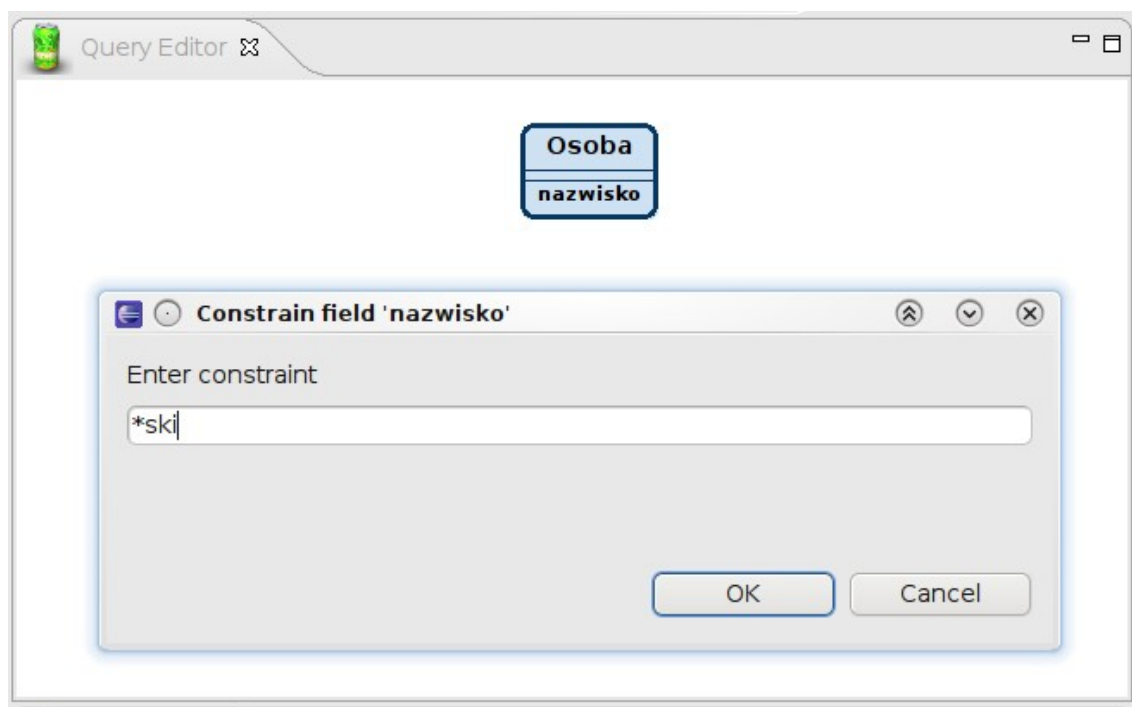 Query Editor
Osoba
nazwisko
Constrain field 'nazwisko'
Enter constraint
*ski
OK Cancel